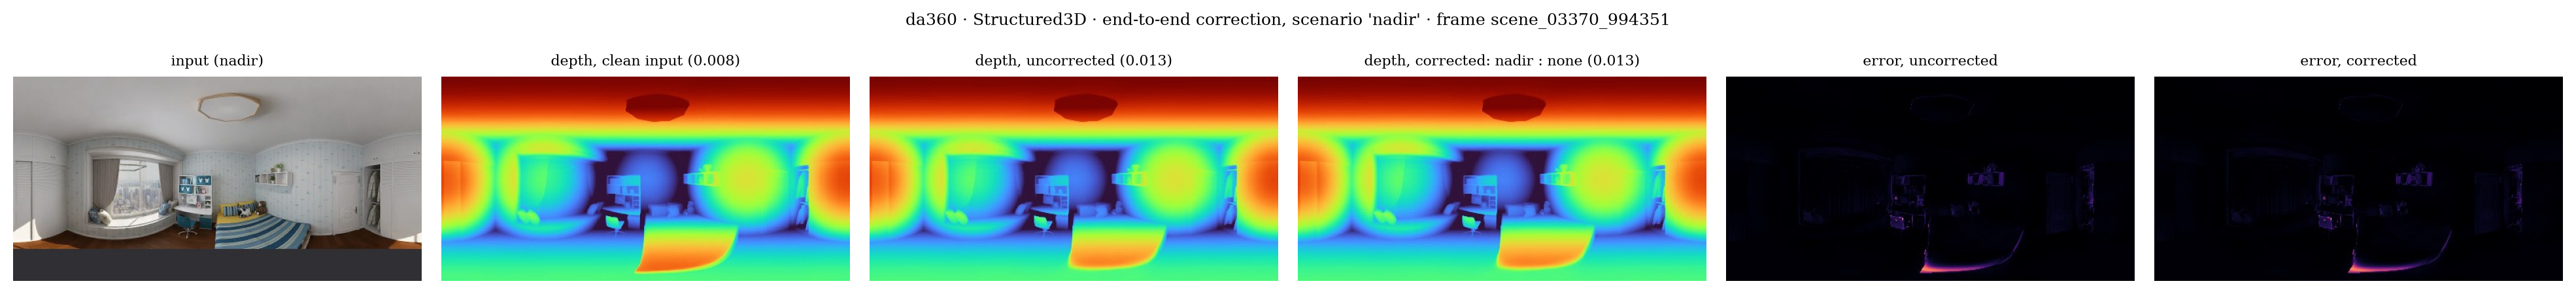 da360 · Structured3D · end-to-end correction, scenario 'nadir' · frame scene_03370_994351
input (nadir)
depth, clean input (0.008)
depth, uncorrected (0.013)
depth, corrected: nadir : none (0.013)
error, uncorrected
error, corrected